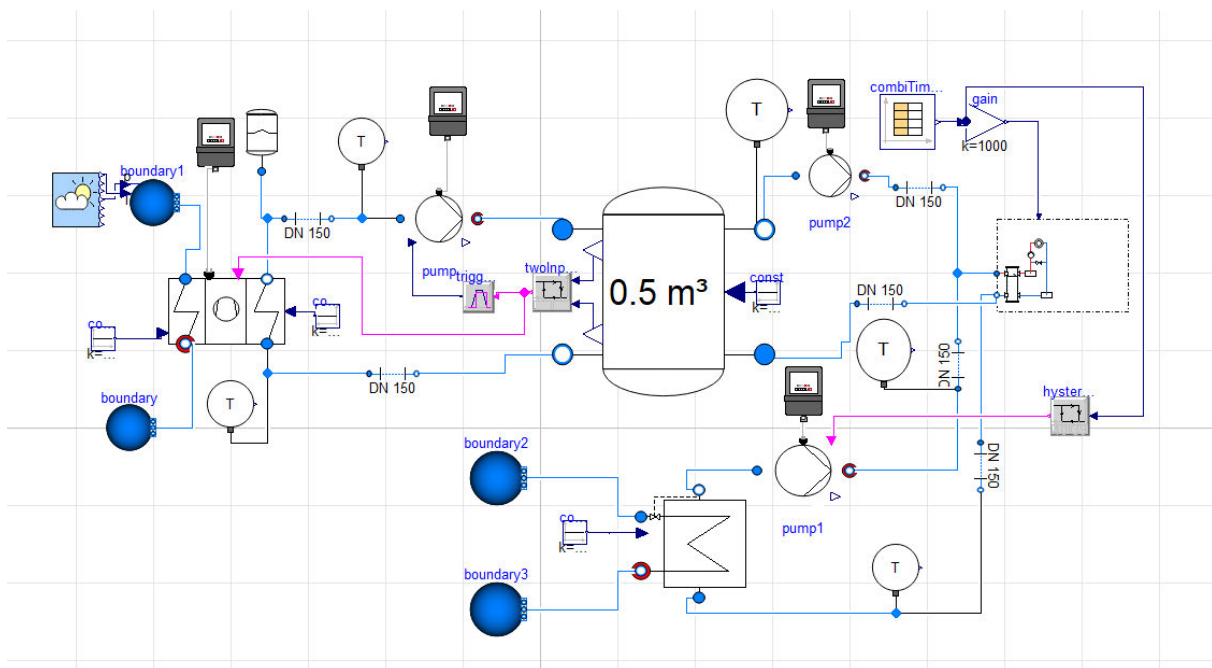 combiTim...
gain
k=1000
boundary1
T
T
DN 150
DN 150
pump2
pump
trigg...
twoInp...
0.5 m³
const
k=...
DN 150
co...
k=...
co...
k=...
T
DN 150
DN 150
boundary
T
hyster...
boundary2
DN 150
pump1
co...
k=...
boundary3
T